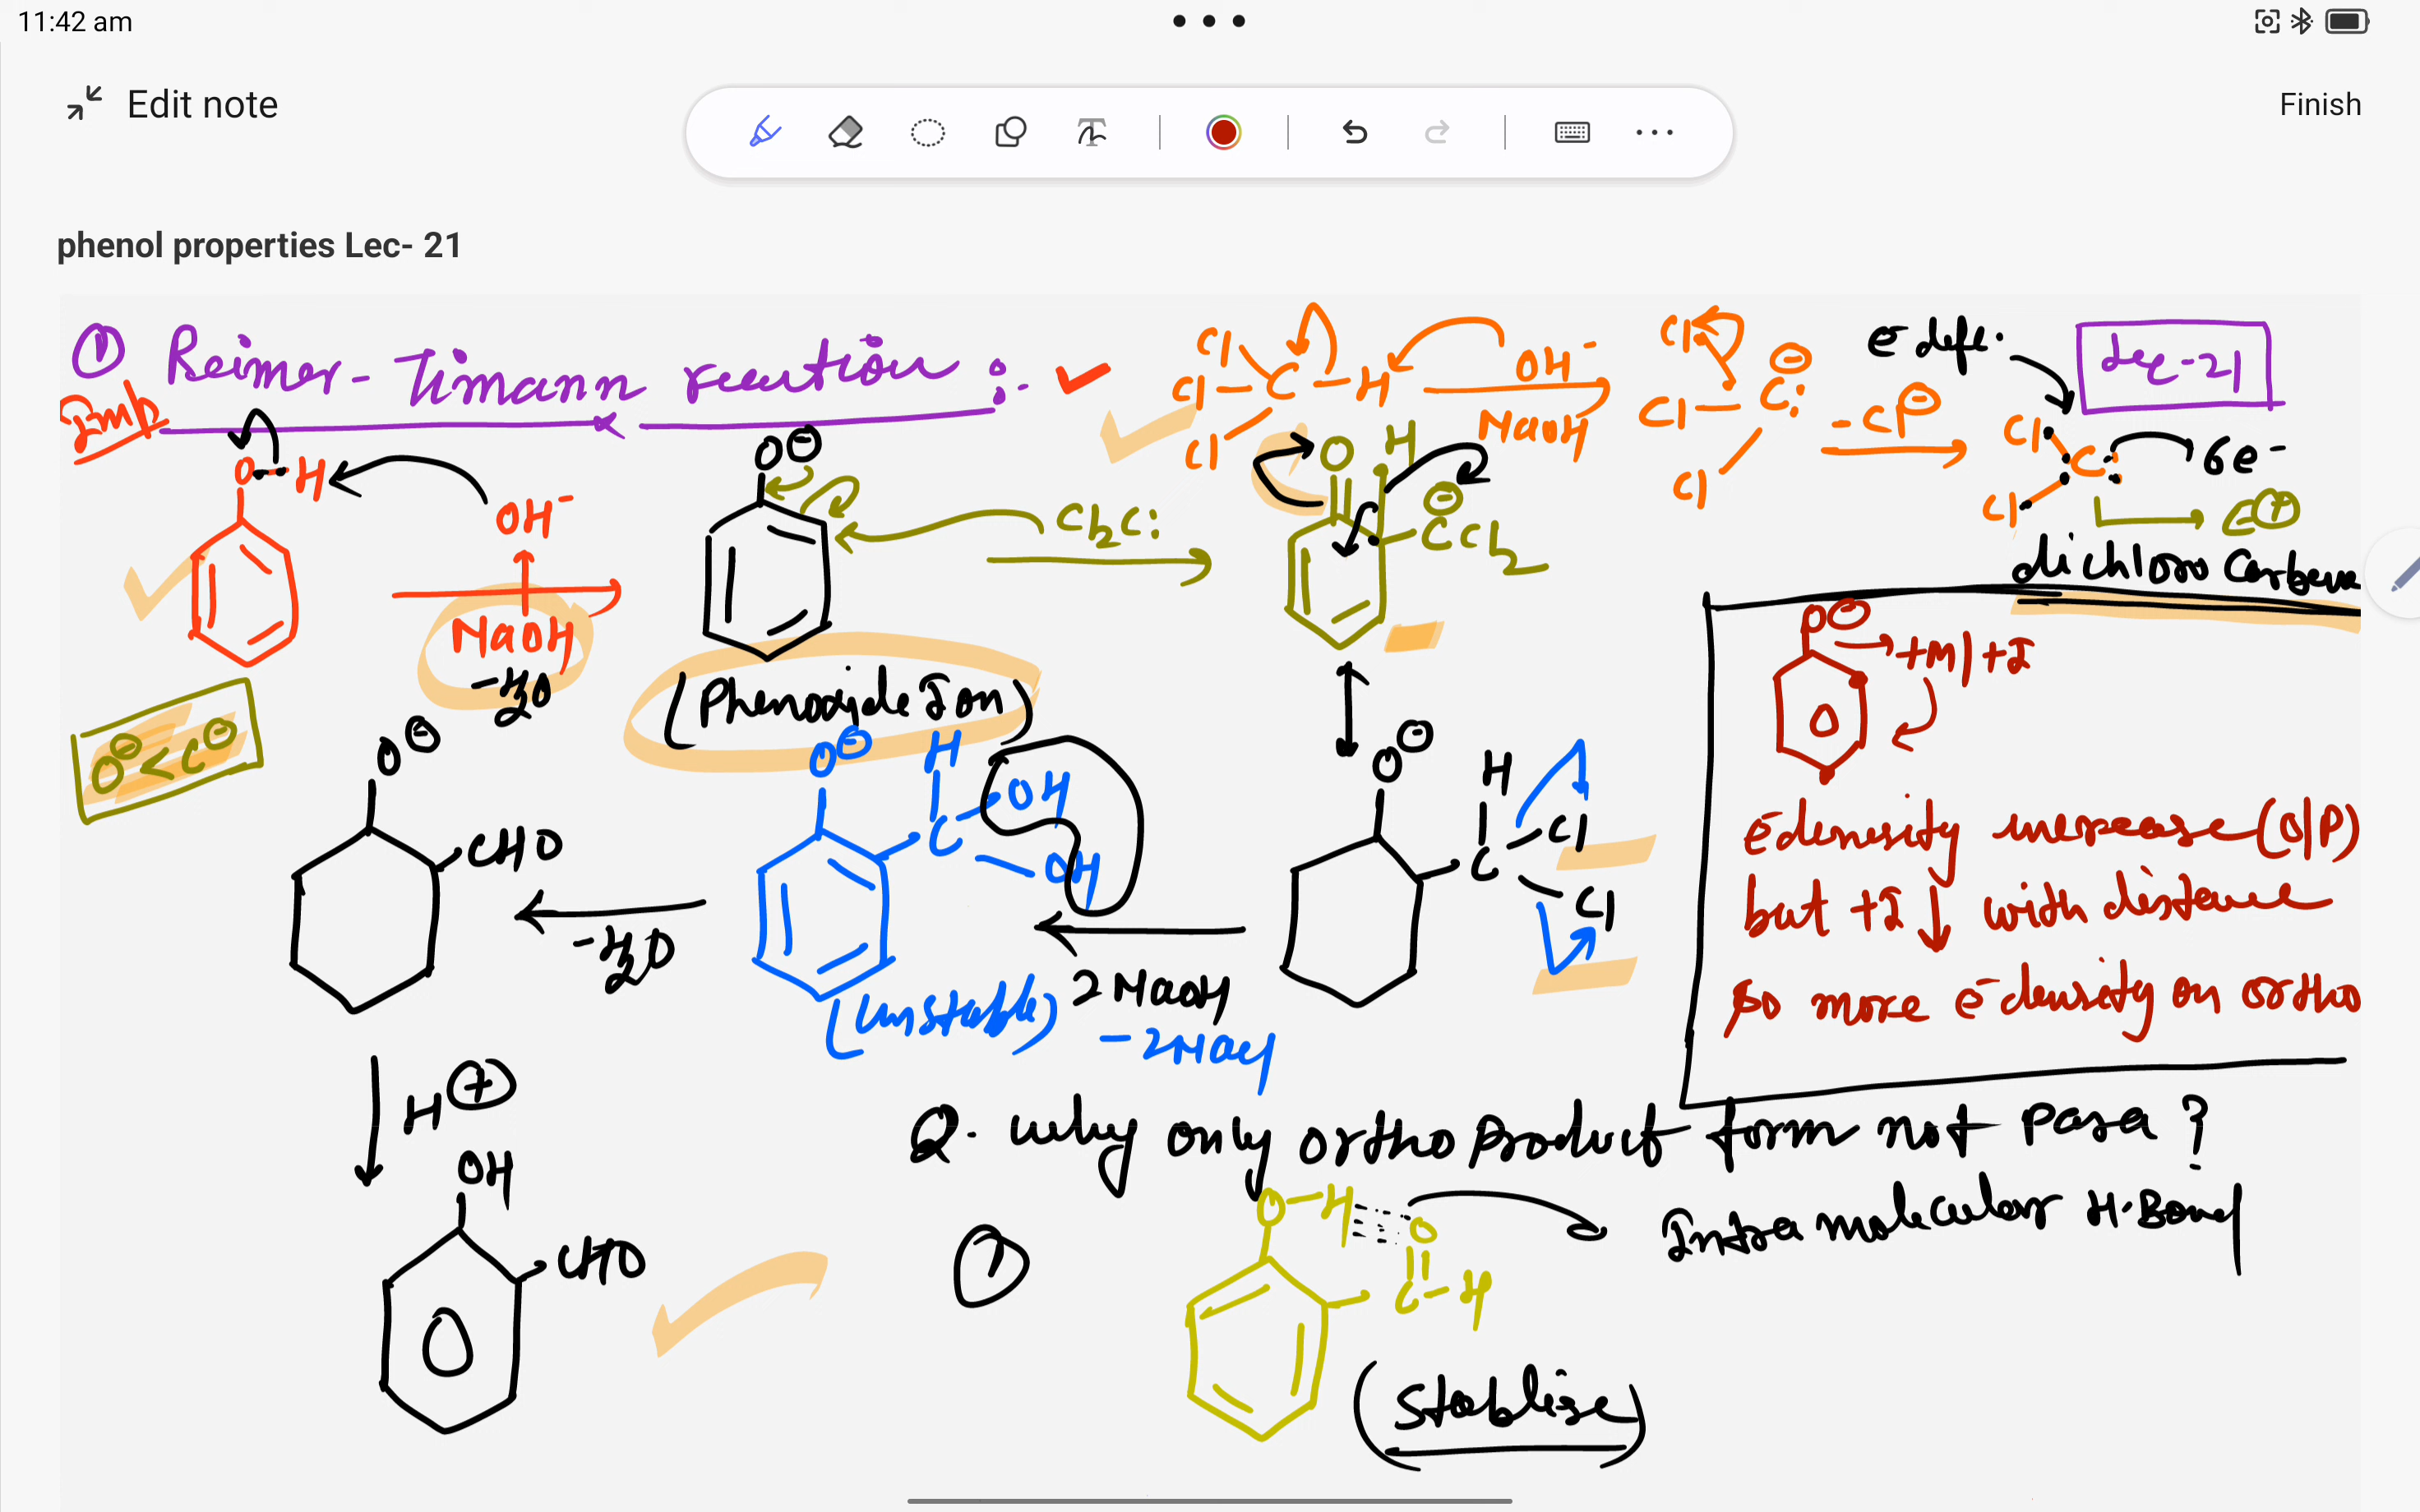 11:42 am
Edit note
Finish
phenol properties Lec- 21
① Reimer-Timann reaction :- ✓
Imp
Cl
Cl-C-H
Cl
OH⁻
NaOH
Cl
Cl-C:⊖
Cl
-Cl⊖
e⁻ defi.
Lec-21
Cl
C: 6e⁻
Cl
E⊕
dichloro Carbene
O-H
OH⁻
NaOH
-H₂O
O⊖
(Phenoxide Ion)
Cl₂C:
O
H
⊖
CCl₂
O⊖ < C⊖
O⊖
+M|+I
e⁻density increase (O|P)
but +I ↓ with distance
so more e⁻density on ortho
O⊖
H
C
Cl
Cl
2NaOH
-2NaCl
O⊖
H
C
OH
OH
(Unstable)
-H₂O
O⊖
CHO
H⊕
OH
CHO
Q. why only ortho product form not para ?
①
O-H
O
C-H
Intra molecular H-Bond
(Stablise)